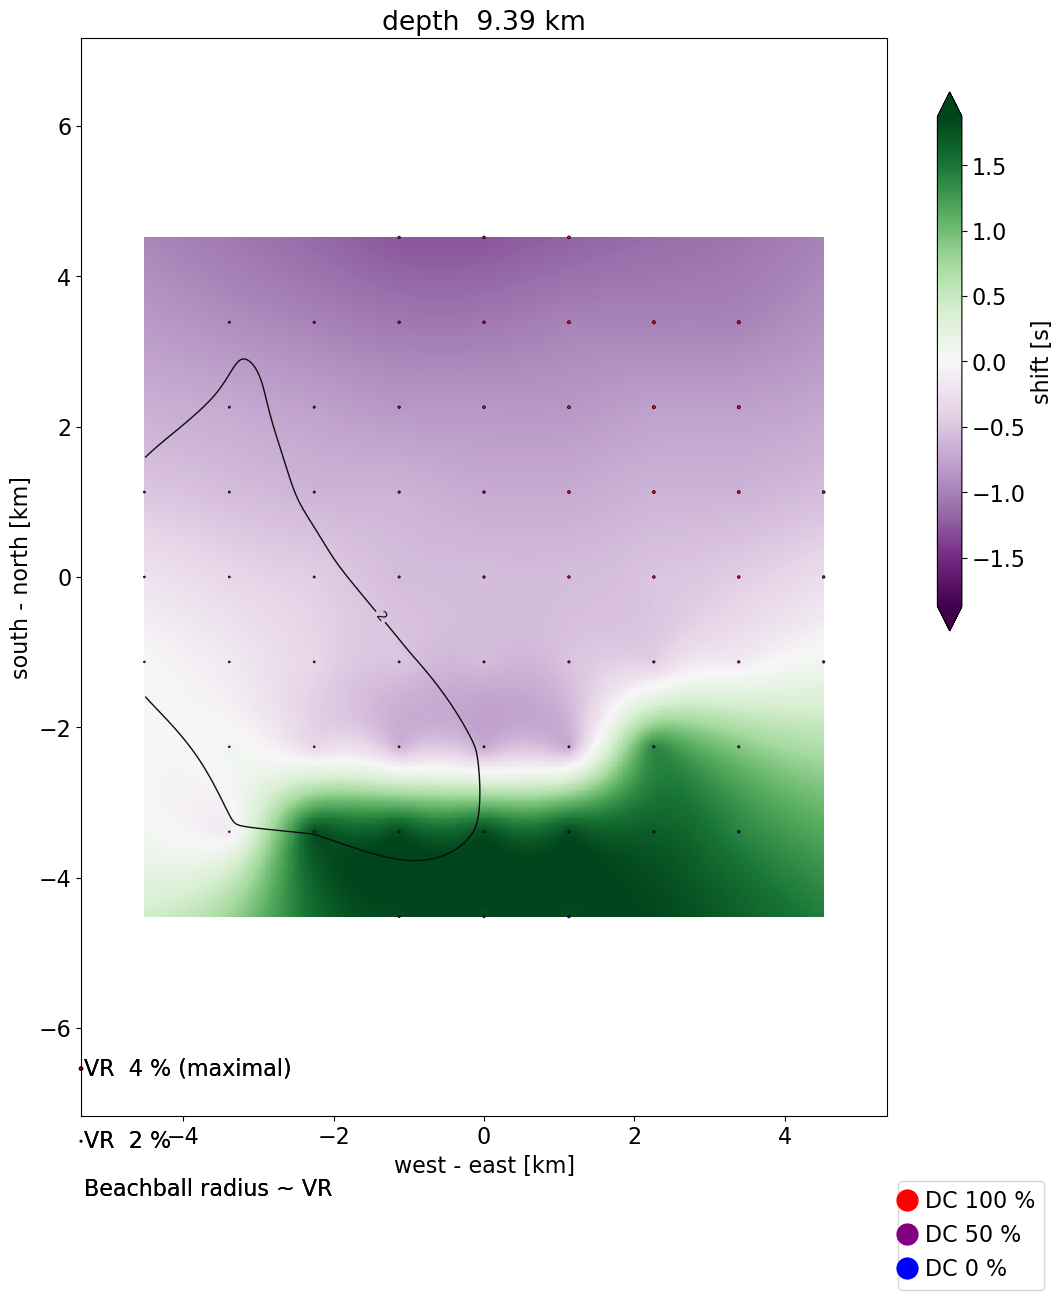 depth  9.39 km
6
4
2
0
−2
−4
−6
south - north [km]
2
1.5
1.0
0.5
0.0
−0.5
−1.0
−1.5
shift [s]
VR  4 % (maximal)
VR  2 %
−4
−2
0
2
4
west - east [km]
Beachball radius ~ VR
DC 100 %
DC 50 %
DC 0 %